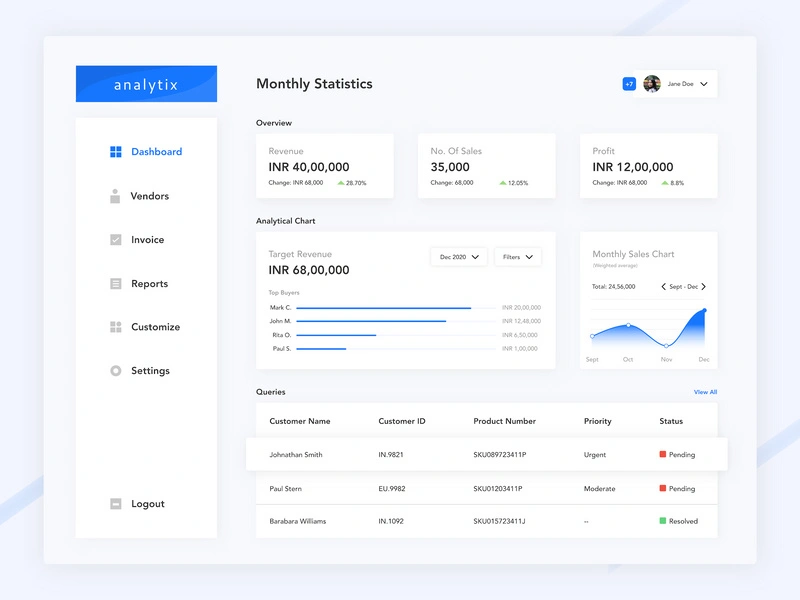 analytix
Monthly Statistics
+7
Jane Doe
Dashboard
Vendors
Invoice
Reports
Customize
Settings
Logout
Overview
Revenue
INR 40,00,000
Change: INR 68,000 28.70%
No. Of Sales
35,000
Change: 68,000 12.05%
Profit
INR 12,00,000
Change: INR 68,000 8.8%
Analytical Chart
Target Revenue
INR 68,00,000
Dec 2020
Filters
Top Buyers
Mark C. INR 20,00,000
John M. INR 12,48,000
Rita O. INR 6,50,000
Paul S. INR 1,00,000
Monthly Sales Chart
(Weighted average)
Total: 24,56,000
Sept - Dec
Sept Oct Nov Dec
Queries
View All
Customer Name Customer ID Product Number Priority Status
Johnathan Smith IN.9821 SKU089723411P Urgent Pending
Paul Stern EU.9982 SKU01203411P Moderate Pending
Barabara Williams IN.1092 SKU015723411J -- Resolved